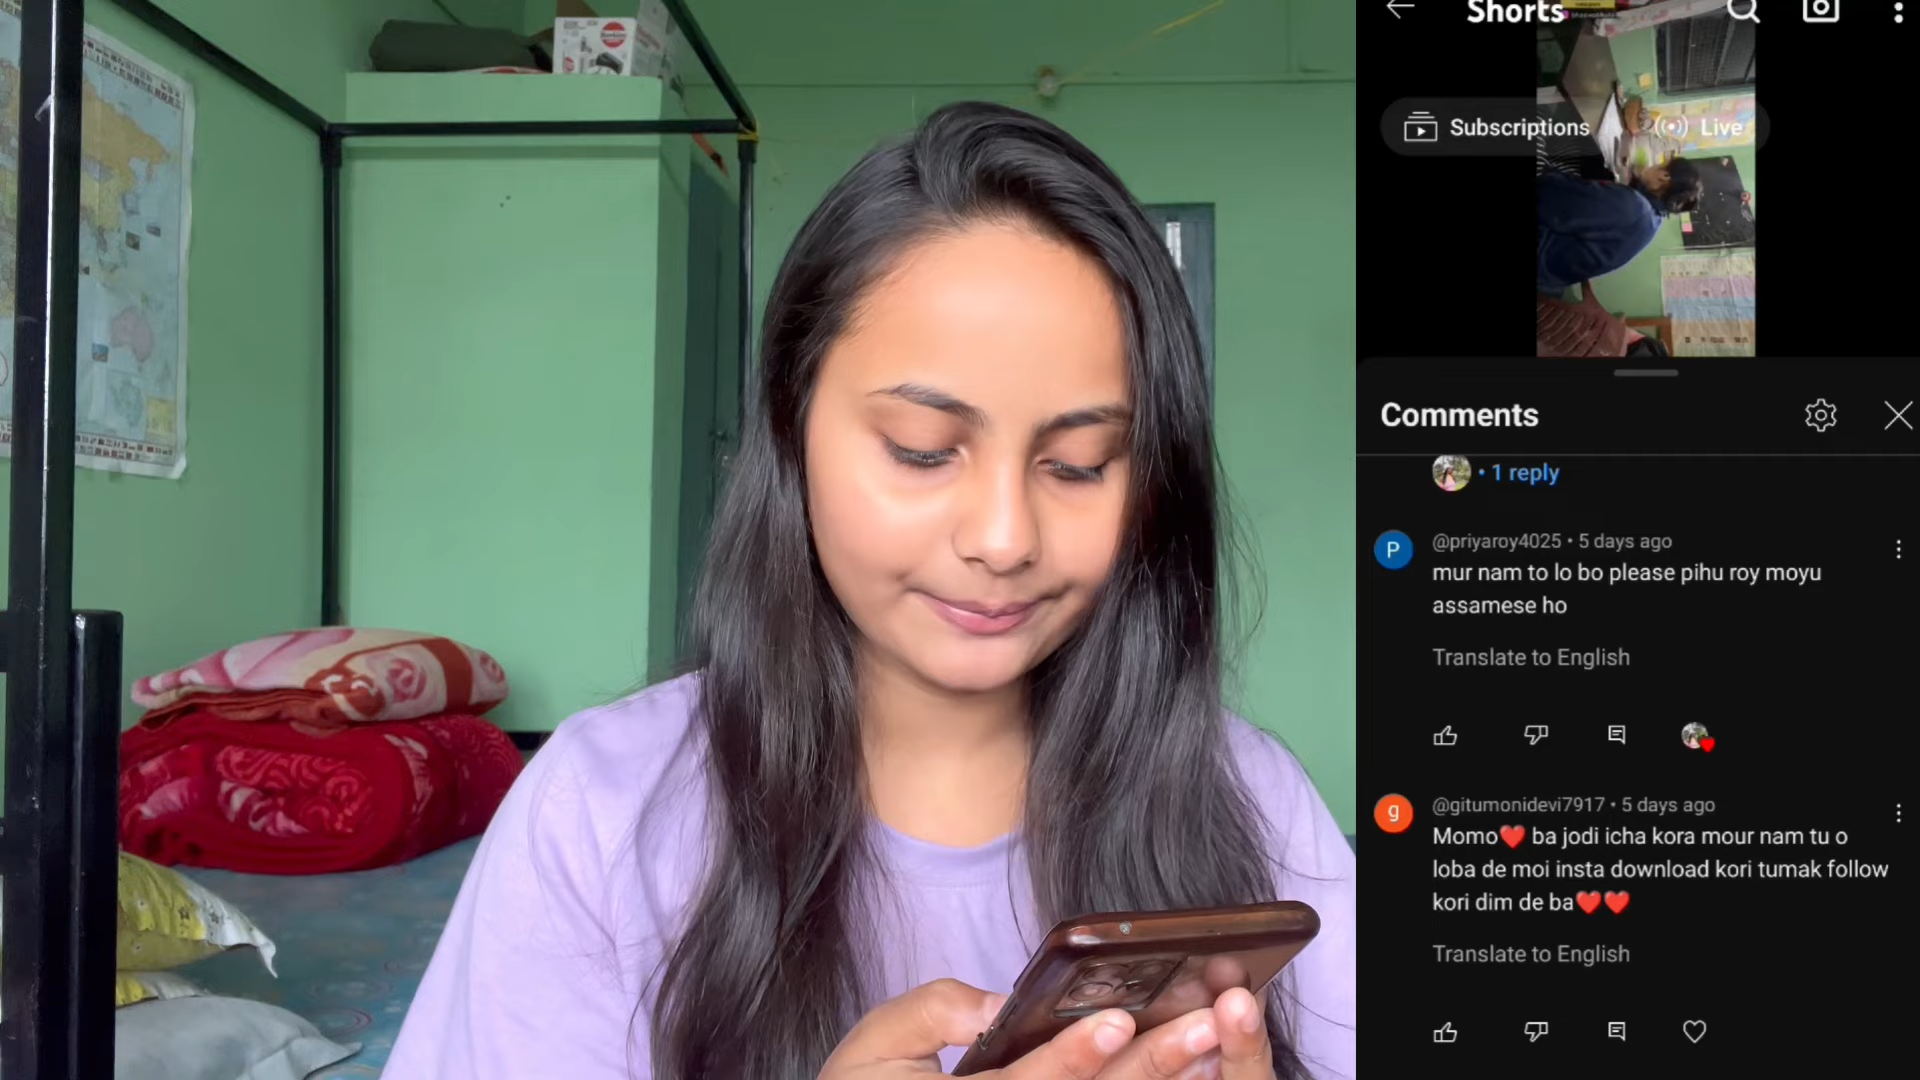 Shorts
Subscriptions
Live
Comments
• 1 reply
P
@priyaroy4025 • 5 days ago
mur nam to lo bo please pihu roy moyu
assamese ho
Translate to English
g
@gitumonidevi7917 • 5 days ago
Momo❤️ ba jodi icha kora mour nam tu o
loba de moi insta download kori tumak follow
kori dim de ba❤️❤️
Translate to English